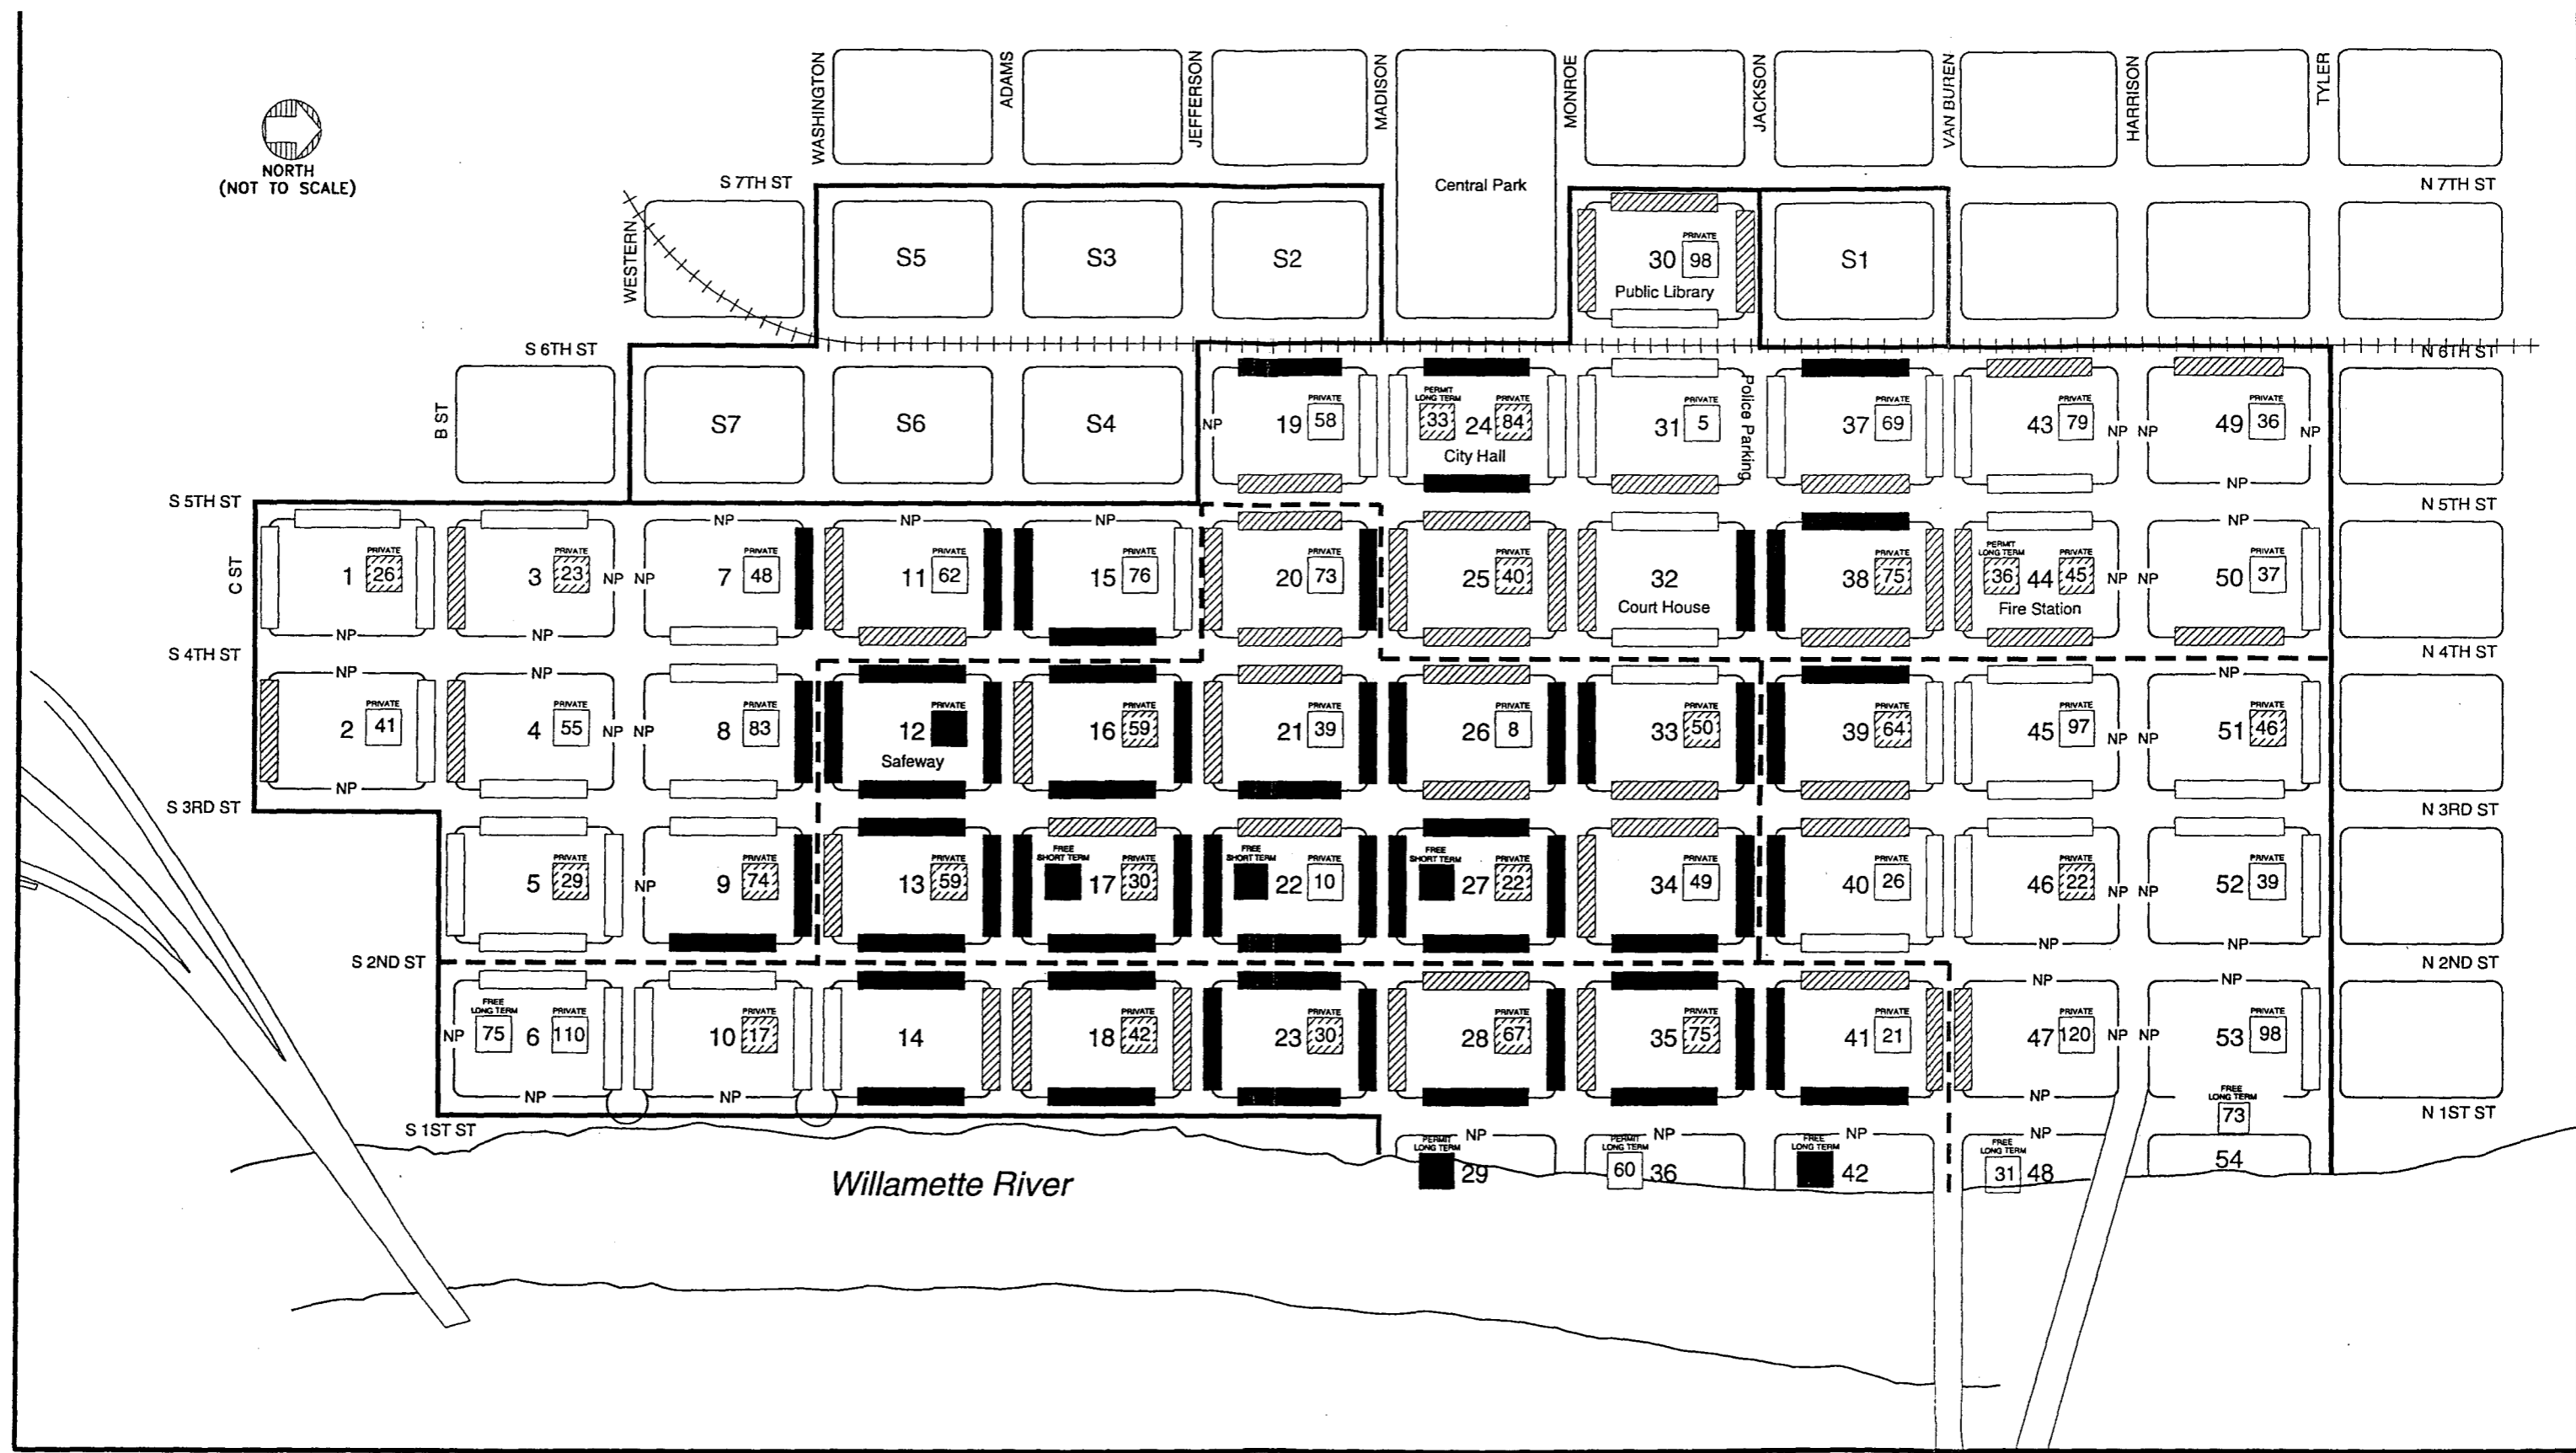 WASHINGTON
ADAMS
JEFFERSON
MADISON
MONROE
JACKSON
VAN BUREN
HARRISON
TYLER
NORTH
(NOT TO SCALE)
S 7TH ST
Central Park
N 7TH ST
WESTERN
S5
S3
S2
PRIVATE
30 98
Public Library
S1
S 6TH ST
N 6TH ST
B ST
S7
S6
S4
NP
PRIVATE
19 58
PERMIT
LONG TERM
33
24
PRIVATE
84
City Hall
PRIVATE
31 5
Police Parking
PRIVATE
37 69
PRIVATE
43 79
NP
NP
PRIVATE
49 36
NP
NP
S 5TH ST
N 5TH ST
C ST
PRIVATE
1 26
NP
PRIVATE
3 23
NP
NP
NP
NP
PRIVATE
7 48
NP
PRIVATE
11 62
NP
PRIVATE
15 76
PRIVATE
20 73
PRIVATE
25 40
32
Court House
PRIVATE
38 75
PERMIT
LONG TERM
36
44
PRIVATE
45
Fire Station
NP
NP
NP
PRIVATE
50 37
S 4TH ST
N 4TH ST
NP
PRIVATE
2 41
NP
NP
PRIVATE
4 55
NP
NP
PRIVATE
8 83
PRIVATE
12
Safeway
PRIVATE
16 59
PRIVATE
21 39
PRIVATE
26 8
PRIVATE
33 50
PRIVATE
39 64
PRIVATE
45 97
NP
NP
NP
PRIVATE
51 46
S 3RD ST
N 3RD ST
PRIVATE
5 29
NP
PRIVATE
9 74
PRIVATE
13 59
FREE
SHORT TERM
17
PRIVATE
30
FREE
SHORT TERM
22
PRIVATE
10
FREE
SHORT TERM
27
PRIVATE
22
PRIVATE
34 49
PRIVATE
40 26
PRIVATE
46 22
NP
NP
NP
PRIVATE
52 39
NP
S 2ND ST
N 2ND ST
NP
FREE
LONG TERM
75
6
PRIVATE
110
NP
PRIVATE
10 17
NP
14
PRIVATE
18 42
PRIVATE
23 30
PRIVATE
28 67
PRIVATE
35 75
PRIVATE
41 21
NP
PRIVATE
47 120
NP
NP
NP
NP
PRIVATE
53 98
FREE
LONG TERM
73
S 1ST ST
N 1ST ST
NP
PERMIT
LONG TERM
29
NP
PERMIT
LONG TERM
60 36
NP
FREE
LONG TERM
42
NP
FREE
LONG TERM
31 48
54
Willamette River